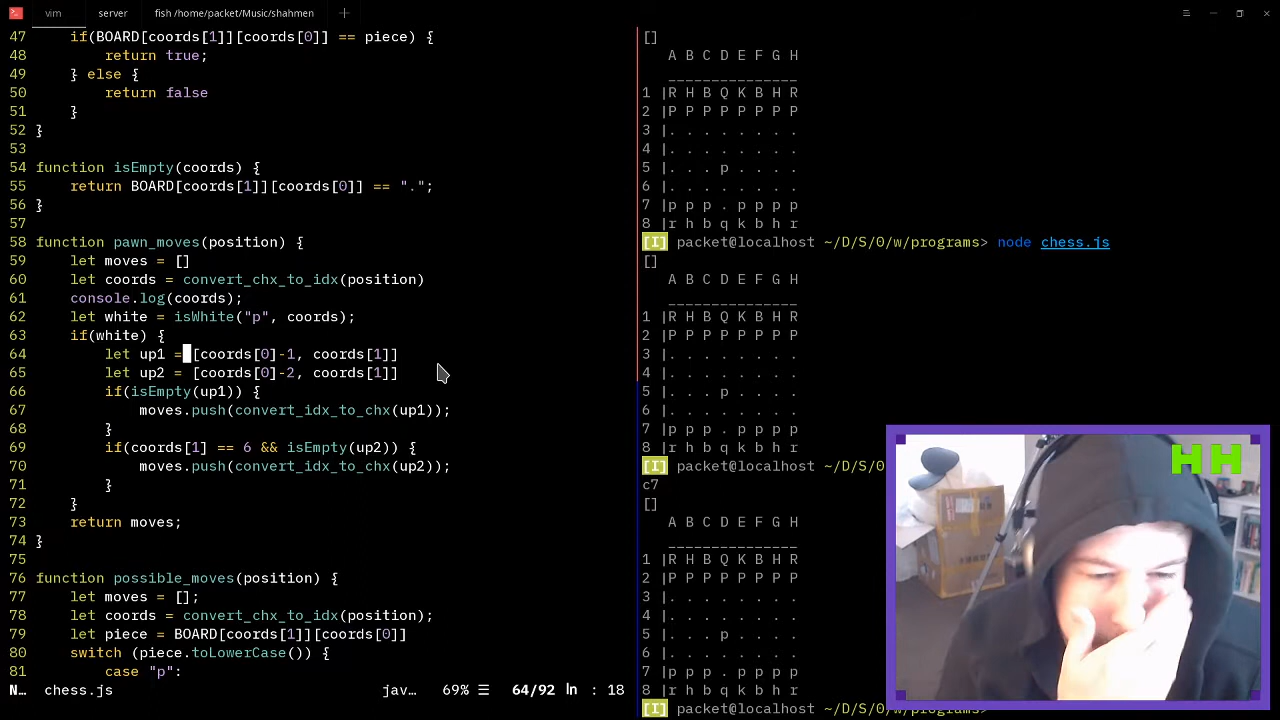 vim server fish /home/packet/Music/shahmen
47 if(BOARD[coords[1]][coords[0]] == piece) {
48 return true;
49 } else {
50 return false
51 }
52 }
53
54 function isEmpty(coords) {
55 return BOARD[coords[1]][coords[0]] == ".";
56 }
57
58 function pawn_moves(position) {
59 let moves = []
60 let coords = convert_chx_to_idx(position)
61 console.log(coords);
62 let white = isWhite("p", coords);
63 if(white) {
64 let up1 = [coords[0]-1, coords[1]]
65 let up2 = [coords[0]-2, coords[1]]
66 if(isEmpty(up1)) {
67 moves.push(convert_idx_to_chx(up1));
68 }
69 if(coords[1] == 6 && isEmpty(up2)) {
70 moves.push(convert_idx_to_chx(up2));
71 }
72 }
73 return moves;
74 }
75
76 function possible_moves(position) {
77 let moves = [];
78 let coords = convert_chx_to_idx(position);
79 let piece = BOARD[coords[1]][coords[0]]
80 switch (piece.toLowerCase()) {
81 case "p":
N… chess.js jav… 69% ☰ 64/92 ln : 18
[]
A B C D E F G H
_______________
1 |R H B Q K B H R
2 |P P P P P P P P
3 |. . . . . . . .
4 |. . . . . . . .
5 |. . . p . . . .
6 |. . . . . . . .
7 |p p p . p p p p
8 |r h b q k b h r
[I] packet@localhost ~/D/S/0/w/programs> node chess.js
[]
A B C D E F G H
_______________
1 |R H B Q K B H R
2 |P P P P P P P P
3 |. . . . . . . .
4 |. . . . . . . .
5 |. . . p . . . .
6 |. . . . . . . .
7 |p p p . p p p p
8 |r h b q k b h r
[I] packet@localhost ~/D/S/0
c7
[]
A B C D E F G H
_______________
1 |R H B Q K B H R
2 |P P P P P P P P
3 |. . . . . . . .
4 |. . . . . . . .
5 |. . . p . . . .
6 |. . . . . . . .
7 |p p p . p p p p
8 |r h b q k b h r
[I] packet@localhost ~/D/S/0/w/programs>
HH